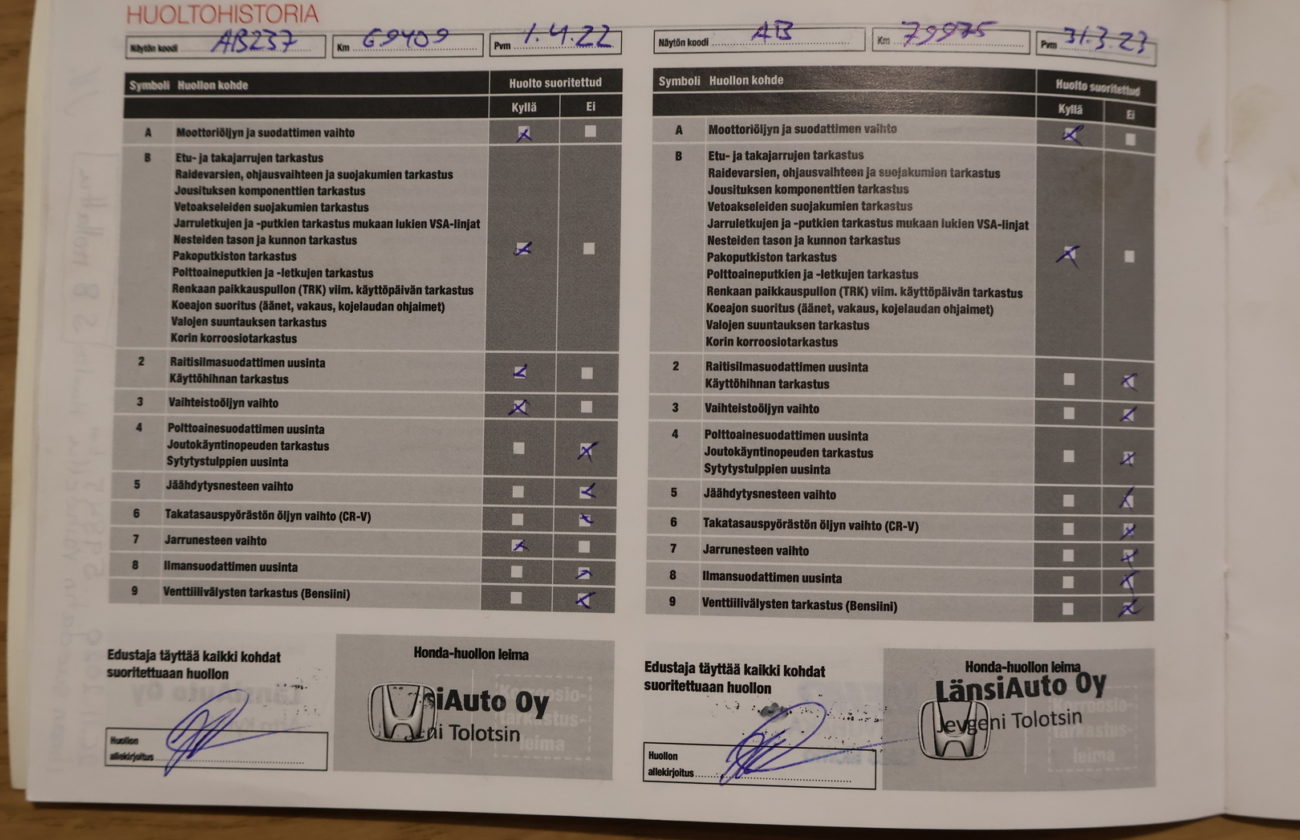 HUOLTOHISTORIA
Näytön koodi AB237 Km 69409 Pvm 1.4.22
Symboli Huollon kohde Huolto suoritettud
Kyllä Ei
A Moottoriöljyn ja suodattimen vaihto
B Etu- ja takajarrujen tarkastus
Raidevarsien, ohjausvaihteen ja suojakumien tarkastus
Jousituksen komponenttien tarkastus
Vetoakseleiden suojakumien tarkastus
Jarruletkujen ja -putkien tarkastus mukaan lukien VSA-linjat
Nesteiden tason ja kunnon tarkastus
Pakoputkiston tarkastus
Polttoaineputkien ja -letkujen tarkastus
Renkaan paikkauspullon (TRK) viim. käyttöpäivän tarkastus
Koeajon suoritus (äänet, vakaus, kojelaudan ohjaimet)
Valojen suuntauksen tarkastus
Korin korroosiotarkastus
2 Raitisilmasuodattimen uusinta
Käyttöhihnan tarkastus
3 Vaihteistoöljyn vaihto
4 Polttoainesuodattimen uusinta
Joutokäyntinopeuden tarkastus
Sytytystulppien uusinta
5 Jäähdytysnesteen vaihto
6 Takatasauspyörästön öljyn vaihto (CR-V)
7 Jarrunesteen vaihto
8 Ilmansuodattimen uusinta
9 Venttiilivälysten tarkastus (Bensiini)
Edustaja täyttää kaikki kohdat
suoritettuaan huollon
Huollon
allekirjoitus
Honda-huollon leima
siAuto Oy
ni Tolotsin
Korroosio-
tarkastus-
leima
Näytön koodi AB Km 79975 Pvm 31.3.23
Symboli Huollon kohde Huolto suoritettud
Kyllä Ei
A Moottoriöljyn ja suodattimen vaihto
B Etu- ja takajarrujen tarkastus
Raidevarsien, ohjausvaihteen ja suojakumien tarkastus
Jousituksen komponenttien tarkastus
Vetoakseleiden suojakumien tarkastus
Jarruletkujen ja -putkien tarkastus mukaan lukien VSA-linjat
Nesteiden tason ja kunnon tarkastus
Pakoputkiston tarkastus
Polttoaineputkien ja -letkujen tarkastus
Renkaan paikkauspullon (TRK) viim. käyttöpäivän tarkastus
Koeajon suoritus (äänet, vakaus, kojelaudan ohjaimet)
Valojen suuntauksen tarkastus
Korin korroosiotarkastus
2 Raitisilmasuodattimen uusinta
Käyttöhihnan tarkastus
3 Vaihteistoöljyn vaihto
4 Polttoainesuodattimen uusinta
Joutokäyntinopeuden tarkastus
Sytytystulppien uusinta
5 Jäähdytysnesteen vaihto
6 Takatasauspyörästön öljyn vaihto (CR-V)
7 Jarrunesteen vaihto
8 Ilmansuodattimen uusinta
9 Venttiilivälysten tarkastus (Bensiini)
Edustaja täyttää kaikki kohdat
suoritettuaan huollon
Huollon
allekirjoitus
Honda-huollon leima
LänsiAuto Oy
Jevgeni Tolotsin
Korroosio-
tarkastus-
leima